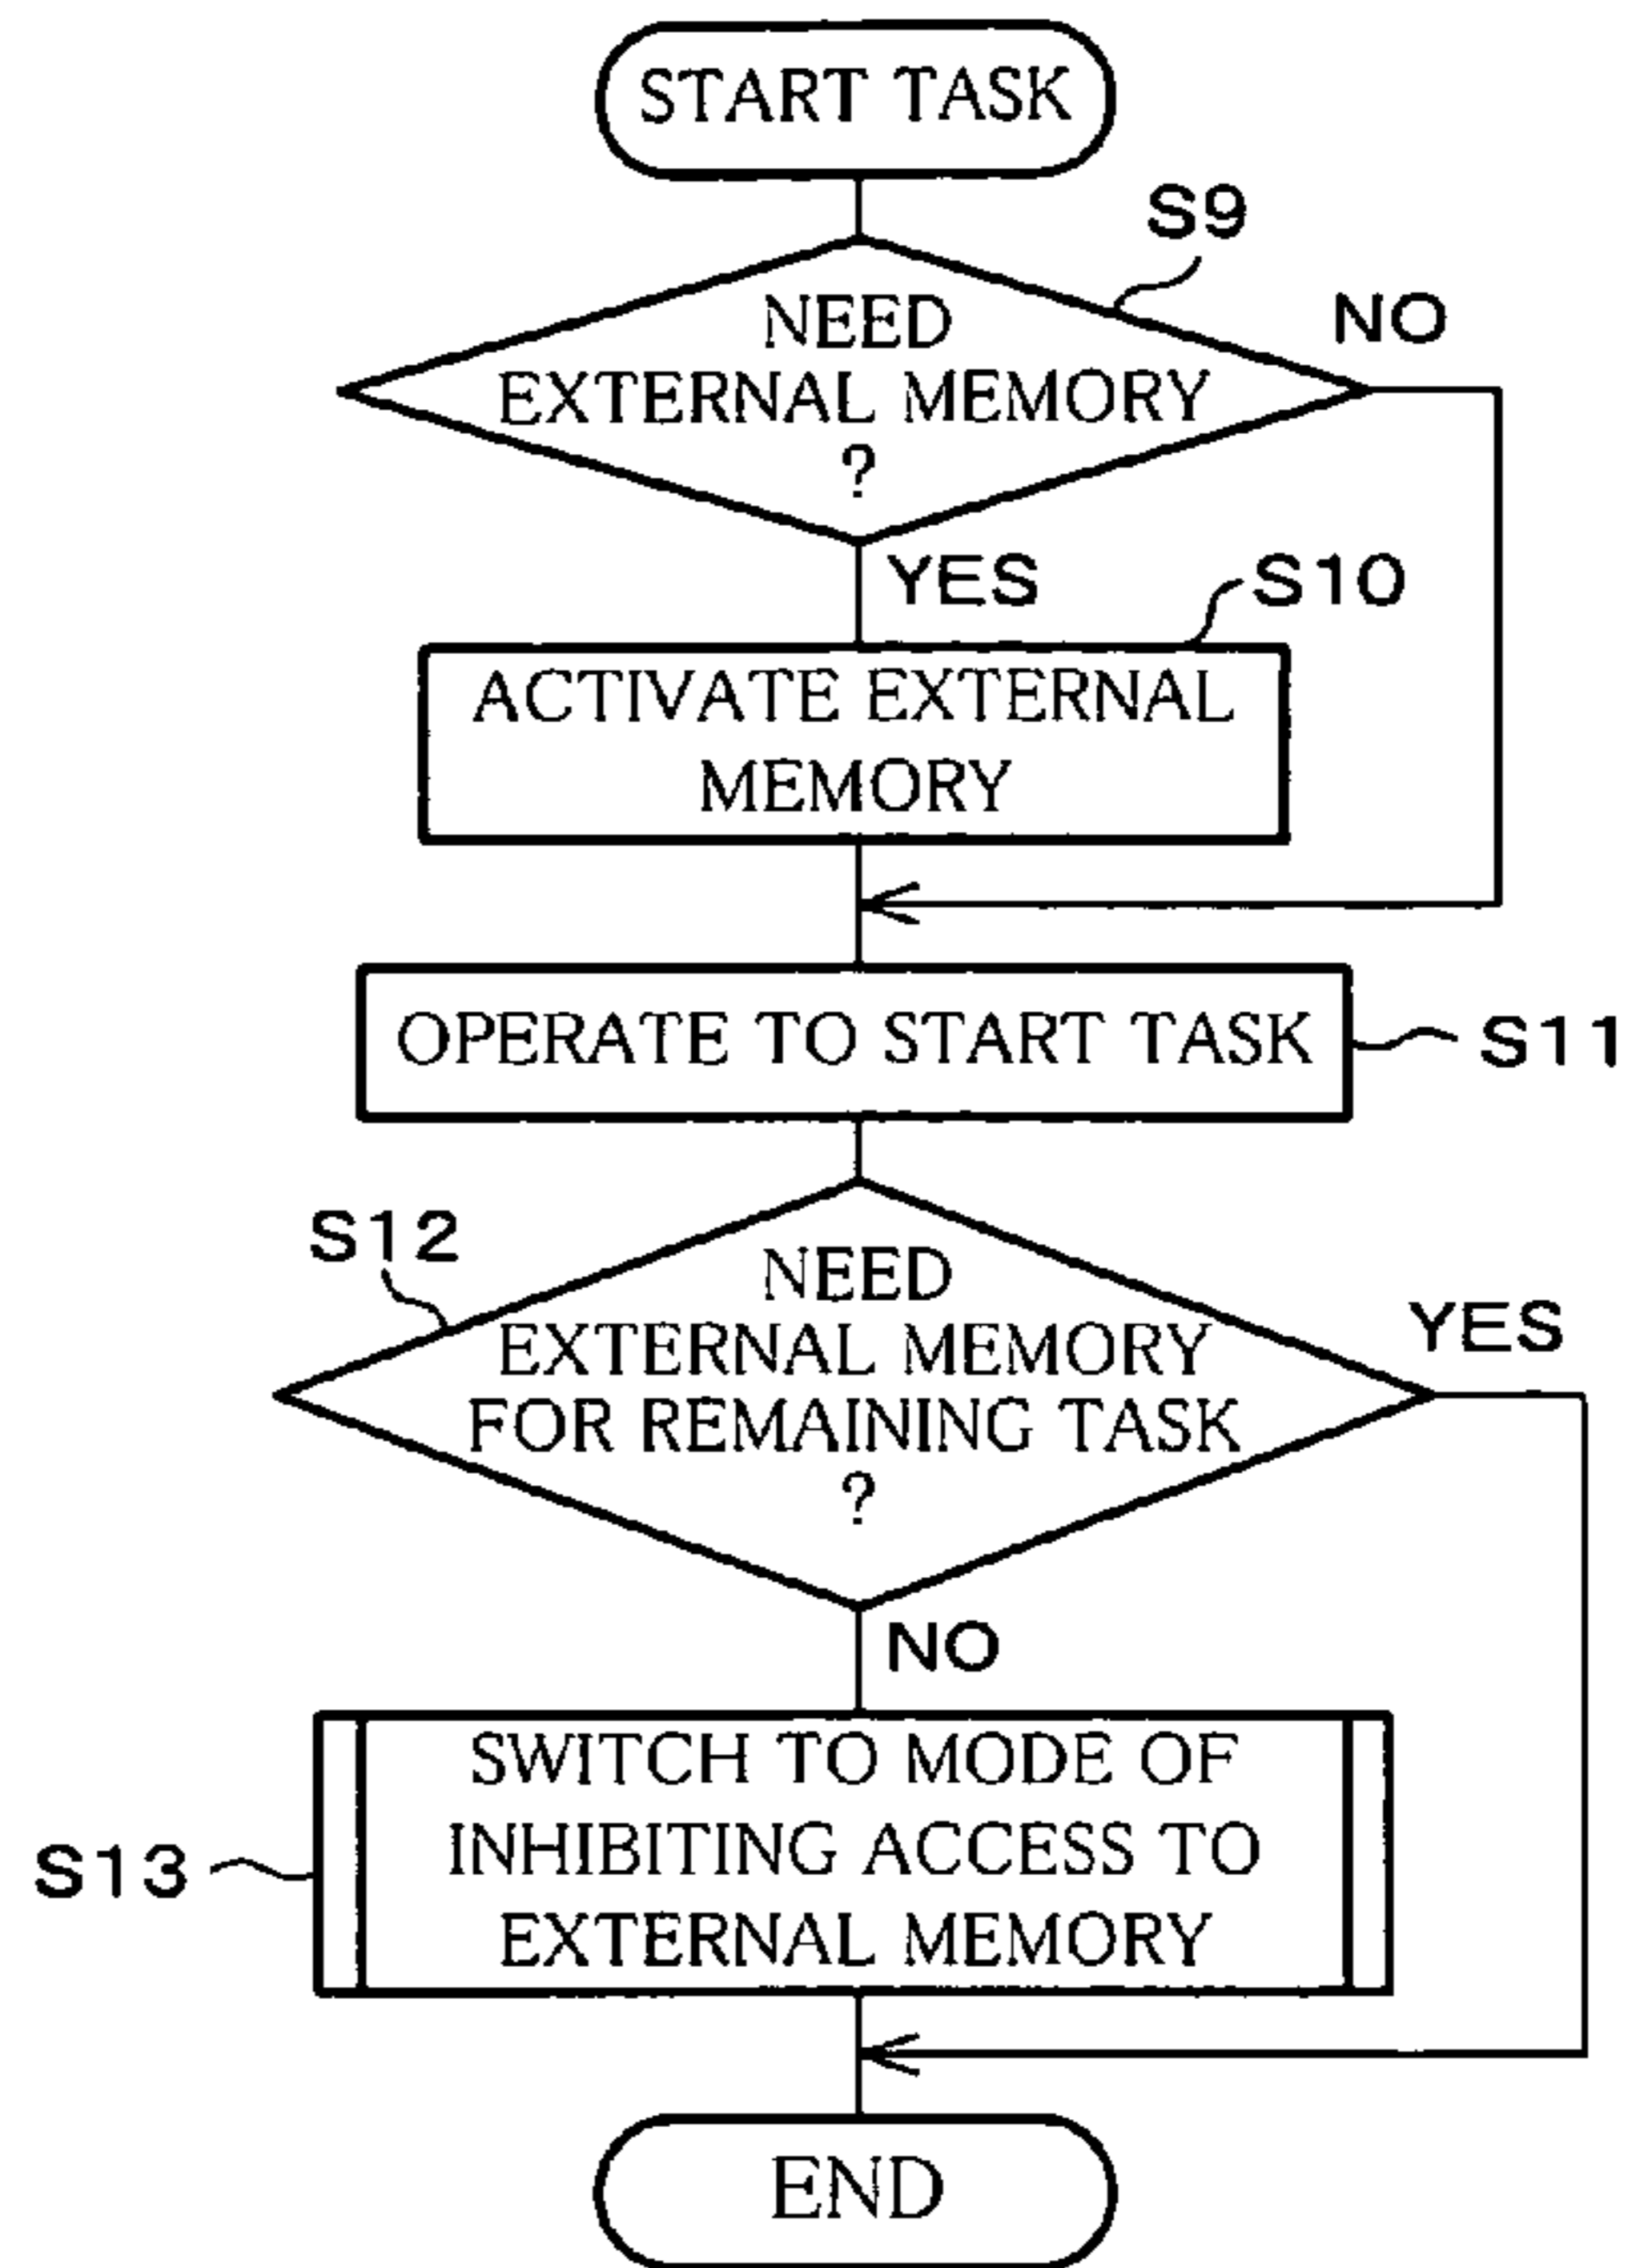 START TASK
S9
NEED
EXTERNAL MEMORY
?
NO
YES
S10
ACTIVATE EXTERNAL
MEMORY
OPERATE TO START TASK
S11
S12
NEED
EXTERNAL MEMORY
FOR REMAINING TASK
?
YES
NO
S13
SWITCH TO MODE OF
INHIBITING ACCESS TO
EXTERNAL MEMORY
END